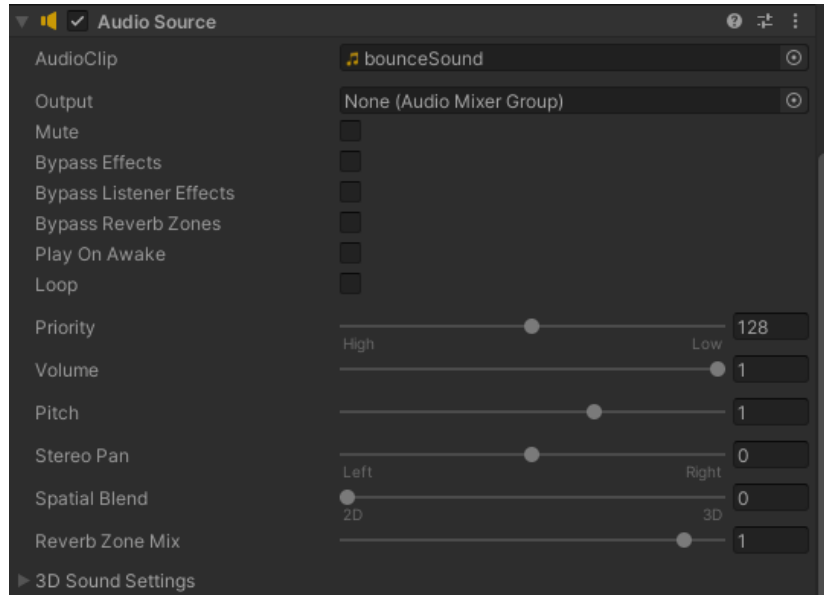 Audio Source
AudioClip bounceSound
Output None (Audio Mixer Group)
Mute
Bypass Effects
Bypass Listener Effects
Bypass Reverb Zones
Play On Awake
Loop
Priority 128
High Low
Volume 1
Pitch 1
Stereo Pan 0
Left Right
Spatial Blend 0
2D 3D
Reverb Zone Mix 1
3D Sound Settings